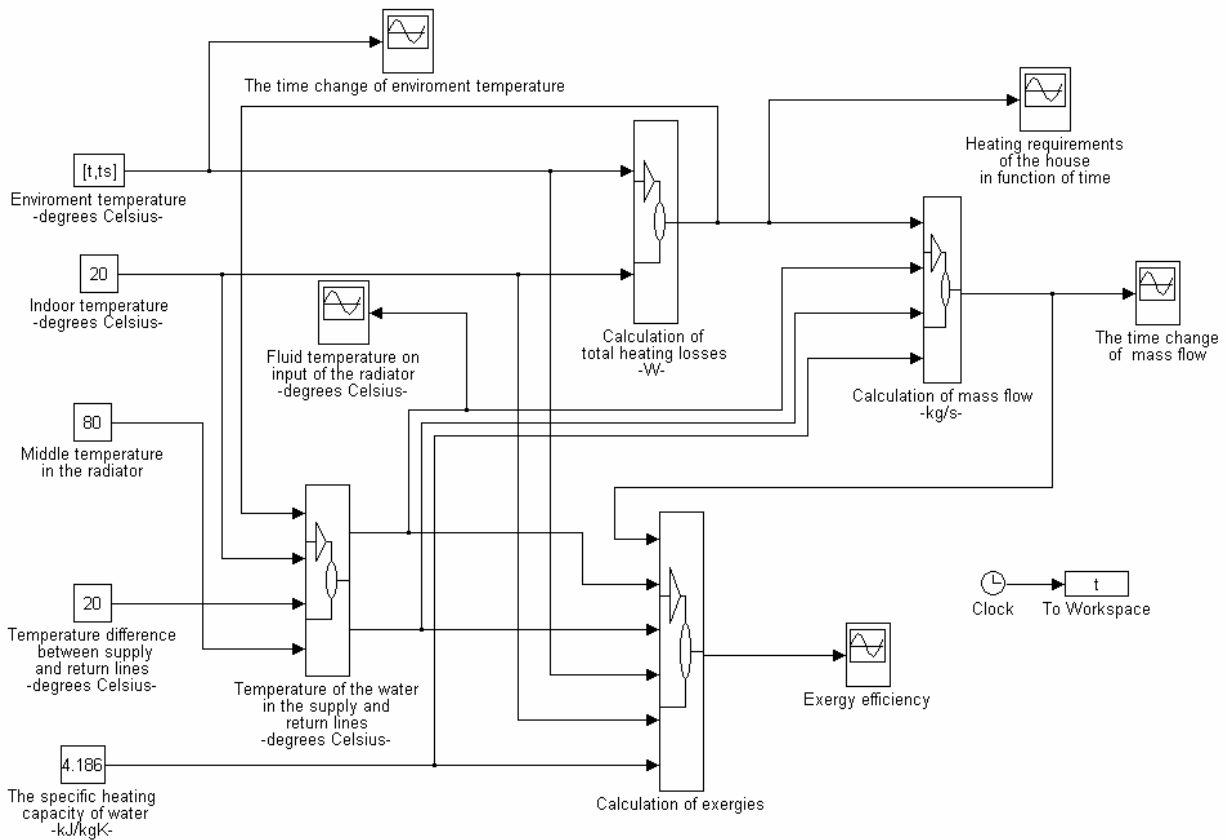 The time change of enviroment temperature
Heating requirements
of the house
in function of time
[t,ts]
Enviroment temperature
-degrees Celsius-
20
Indoor temperature
-degrees Celsius-
Fluid temperature on
input of the radiator
-degrees Celsius-
Calculation of
total heating losses
-W-
The time change
of mass flow
Calculation of mass flow
-kg/s-
80
Middle temperature
in the radiator
20
Temperature difference
between supply
and return lines
-degrees Celsius-
Temperature of the water
in the supply and
return lines
-degrees Celsius-
Clock
t
To Workspace
Exergy efficiency
4.186
The specific heating
capacity of water
-kJ/kgK-
Calculation of exergies